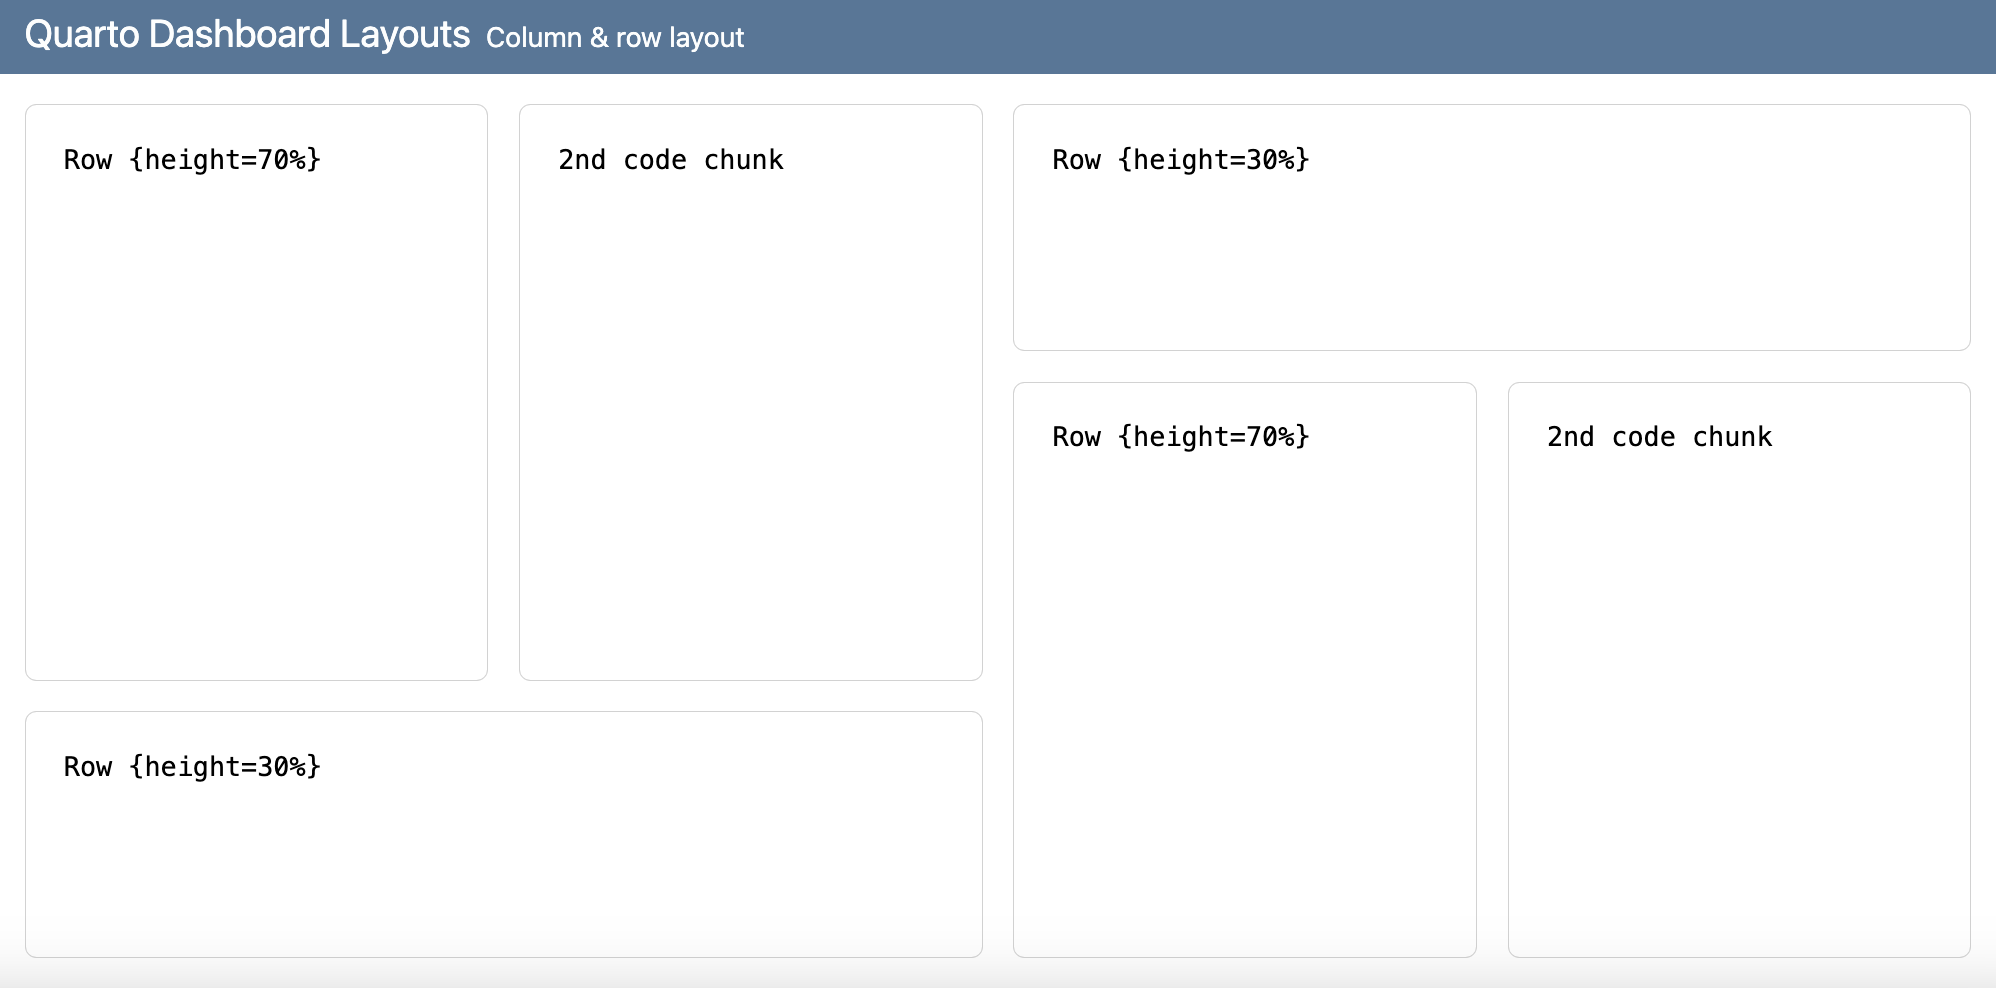 Quarto Dashboard Layouts Column & row layout
Row {height=70%}
2nd code chunk
Row {height=30%}
Row {height=30%}
Row {height=70%}
2nd code chunk